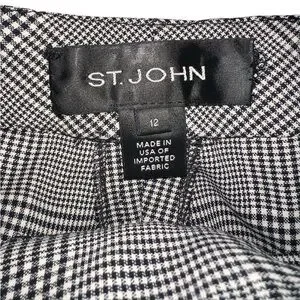 ST. JOHN
12
MADE IN
USA OF
IMPORTED
FABRIC